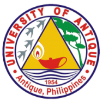 UNIVERSITY OF ANTIQUE
1954
Antique, Philippines